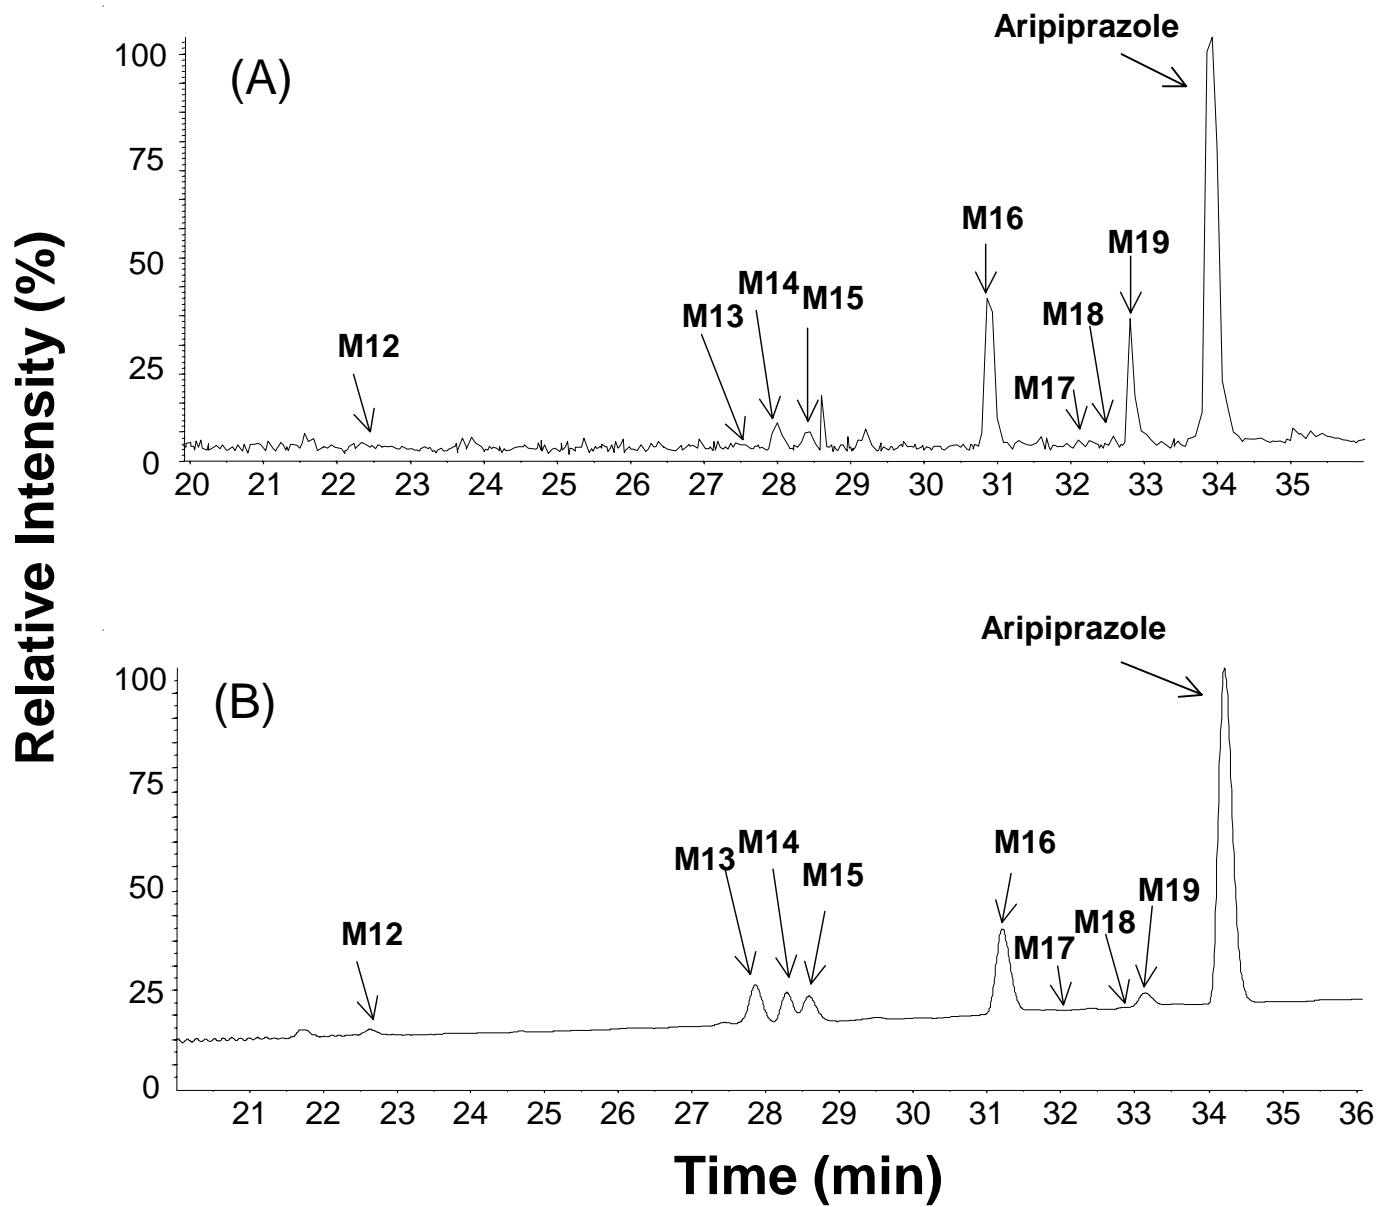 Relative Intensity (%)
Aripiprazole
(A)
100
75
50
25
0
M12
M13
M14
M15
M16
M17
M18
M19
20 21 22 23 24 25 26 27 28 29 30 31 32 33 34 35
Aripiprazole
(B)
100
75
50
25
0
M12
M13
M14
M15
M16
M17
M18
M19
21 22 23 24 25 26 27 28 29 30 31 32 33 34 35 36
Time (min)